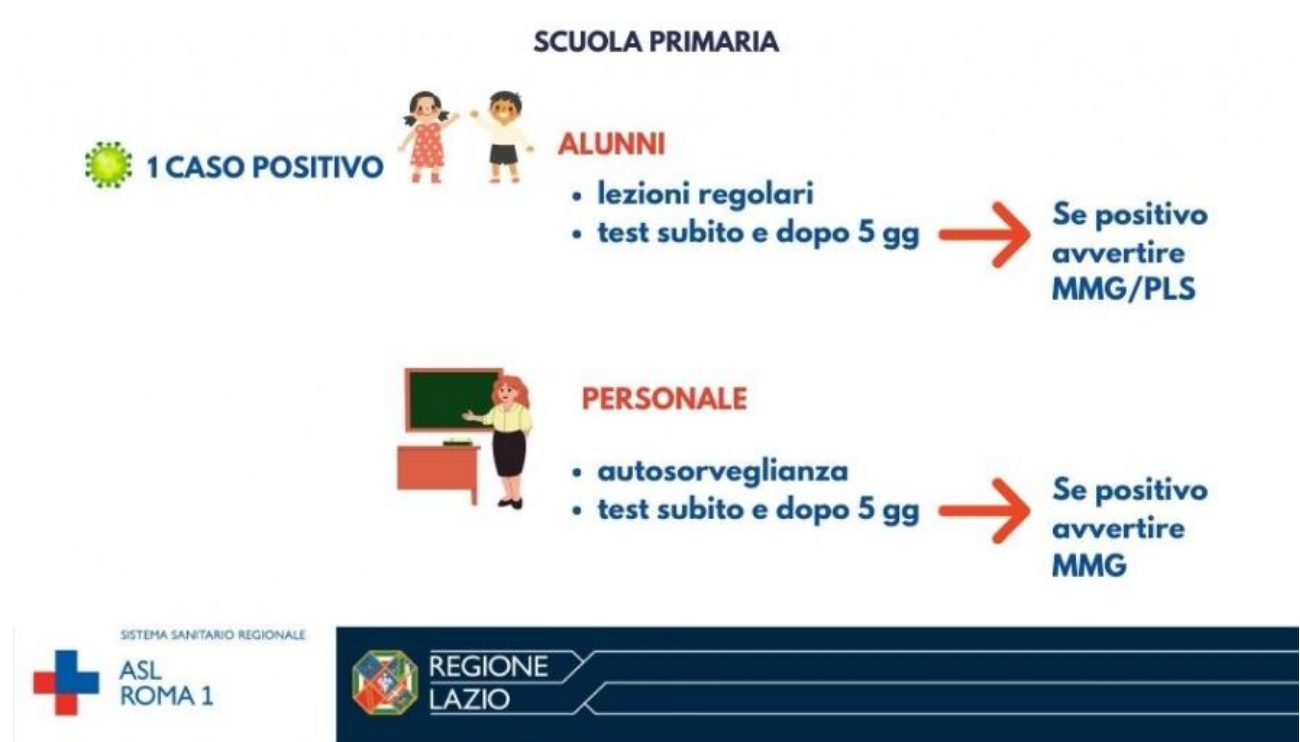 SCUOLA PRIMARIA
1 CASO POSITIVO
ALUNNI
• lezioni regolari
• test subito e dopo 5 gg
Se positivo
avvertire
MMG/PLS
PERSONALE
• autosorveglianza
• test subito e dopo 5 gg
Se positivo
avvertire
MMG
SISTEMA SANITARIO REGIONALE
ASL
ROMA 1
REGIONE
LAZIO